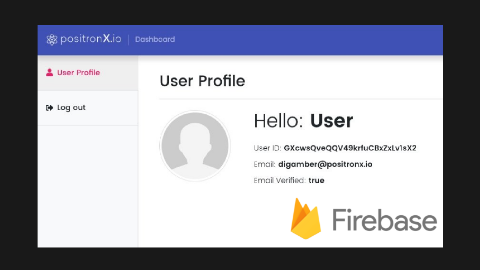 positronX.io | Dashboard
User Profile
Log out
User Profile
Hello: User
User ID: GXcwsQveQQV49krfuCBxZxLv1sX2
Email: digamber@positronx.io
Email Verified: true
Firebase